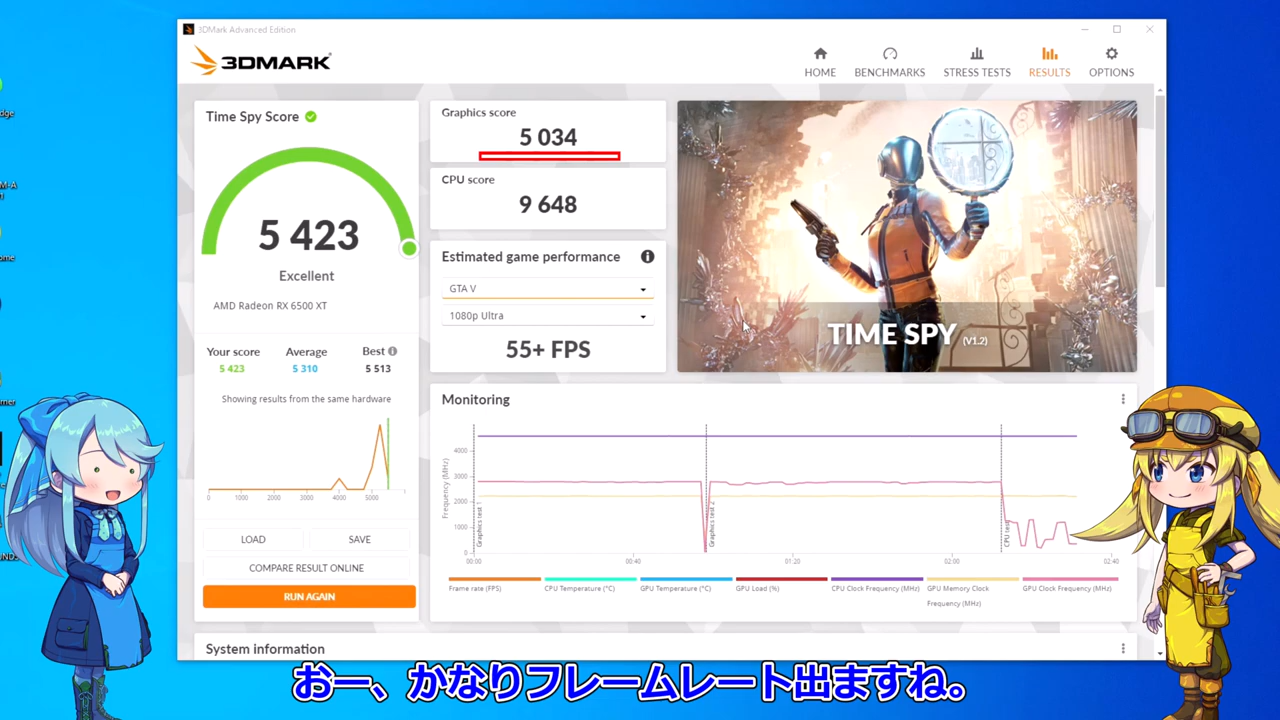 3DMark Advanced Edition
3DMARK
HOME
BENCHMARKS
STRESS TESTS
RESULTS
OPTIONS
Time Spy Score
5 423
Excellent
AMD Radeon RX 6500 XT
Your score
Average
Best
5 423
5 310
5 513
Showing results from the same hardware
0 1000 2000 3000 4000 5000
LOAD
SAVE
COMPARE RESULT ONLINE
RUN AGAIN
Graphics score
5 034
CPU score
9 648
Estimated game performance
GTA V
1080p Ultra
55+ FPS
TIME SPY (V1.2)
Monitoring
Frequency (MHz)
4000
3000
2000
1000
0
Graphics test 1
Graphics test 2
CPU test
00:00 00:40 01:20 02:00 02:40
Frame rate (FPS)
CPU Temperature (°C)
GPU Temperature (°C)
GPU Load (%)
CPU Clock Frequency (MHz)
GPU Memory Clock
Frequency (MHz)
GPU Clock Frequency (MHz)
System information
おー、かなりフレームレート出ますね。